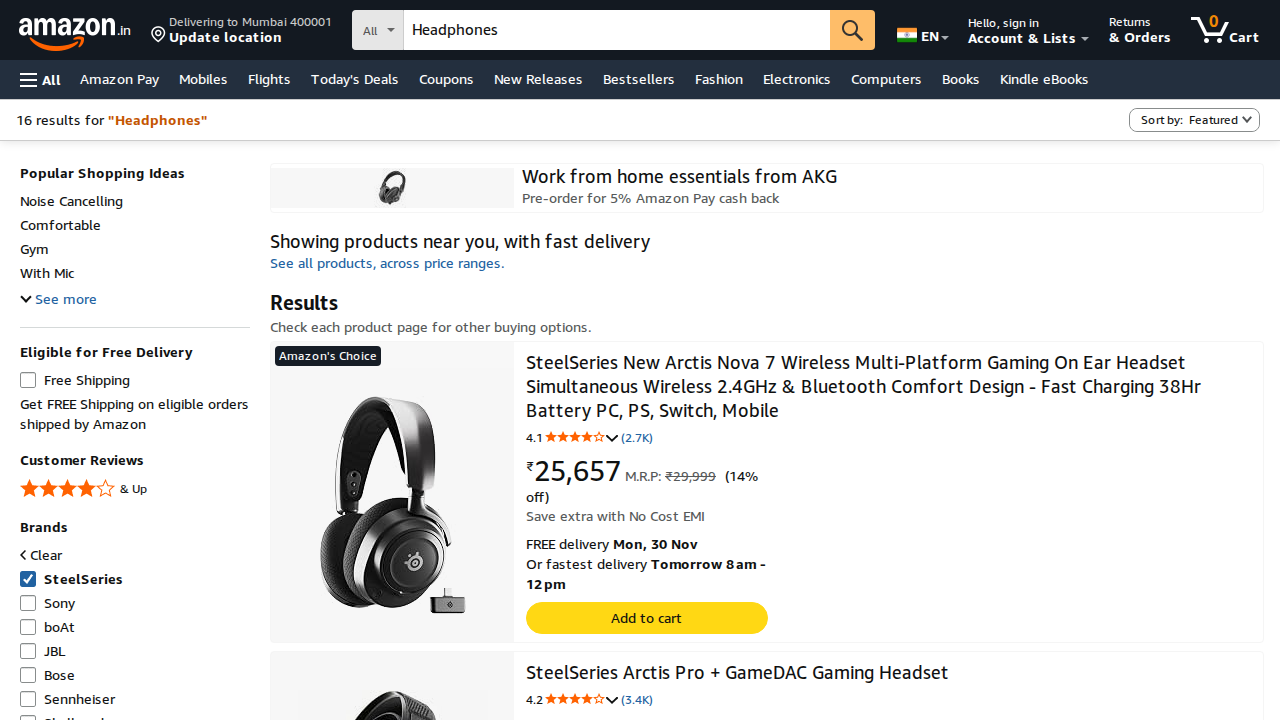 amazon.in
Delivering to Mumbai 400001
Update location
All
Headphones
EN
Hello, sign in
Account & Lists
Returns
& Orders
0
Cart
All
Amazon Pay
Mobiles
Flights
Today's Deals
Coupons
New Releases
Bestsellers
Fashion
Electronics
Computers
Books
Kindle eBooks
16 results for "Headphones"
Sort by: Featured
Popular Shopping Ideas
Noise Cancelling
Comfortable
Gym
With Mic
See more
Eligible for Free Delivery
Free Shipping
Get FREE Shipping on eligible orders
shipped by Amazon
Customer Reviews
& Up
Brands
Clear
SteelSeries
Sony
boAt
JBL
Bose
Sennheiser
Work from home essentials from AKG
Pre-order for 5% Amazon Pay cash back
Showing products near you, with fast delivery
See all products, across price ranges.
Results
Check each product page for other buying options.
Amazon's Choice
SteelSeries New Arctis Nova 7 Wireless Multi-Platform Gaming On Ear Headset
Simultaneous Wireless 2.4GHz & Bluetooth Comfort Design - Fast Charging 38Hr
Battery PC, PS, Switch, Mobile
4.1 (2.7K)
₹25,657 M.R.P: ₹29,999 (14%
off)
Save extra with No Cost EMI
FREE delivery Mon, 30 Nov
Or fastest delivery Tomorrow 8 am -
12 pm
Add to cart
SteelSeries Arctis Pro + GameDAC Gaming Headset
4.2 (3.4K)